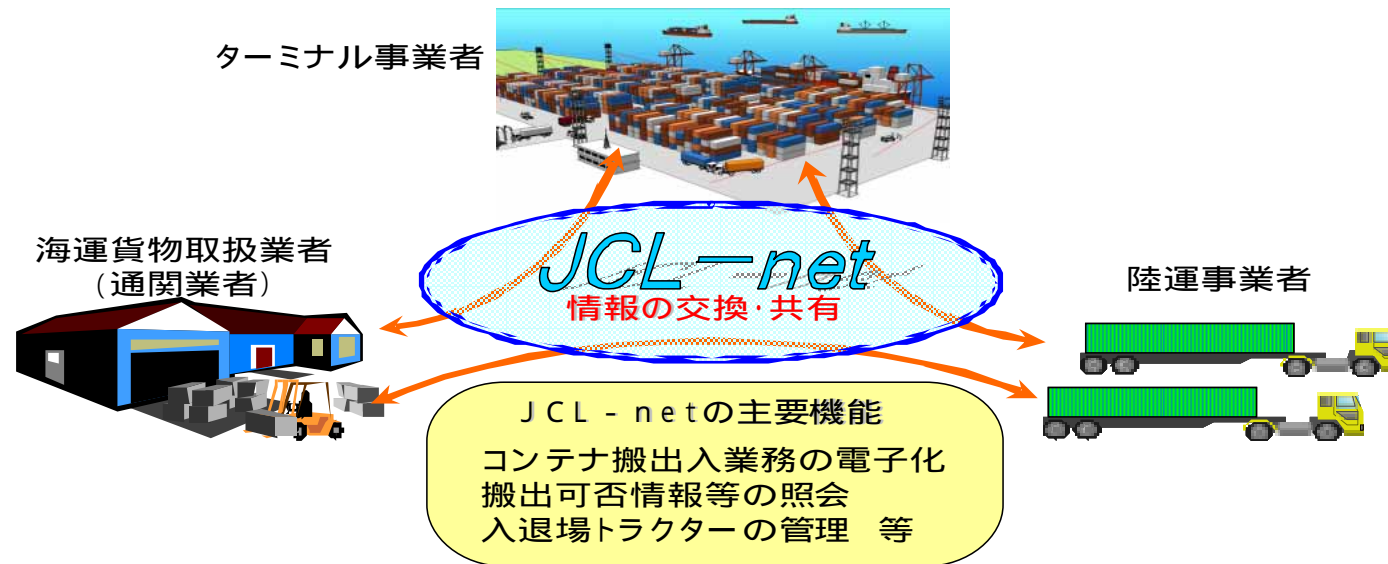 ターミナル事業者
海運貨物取扱業者
(通関業者)
JCL－net
情報の交換・共有
陸運事業者
JCL-netの主要機能
コンテナ搬出入業務の電子化
搬出可否情報等の照会
入退場トラクターの管理 等